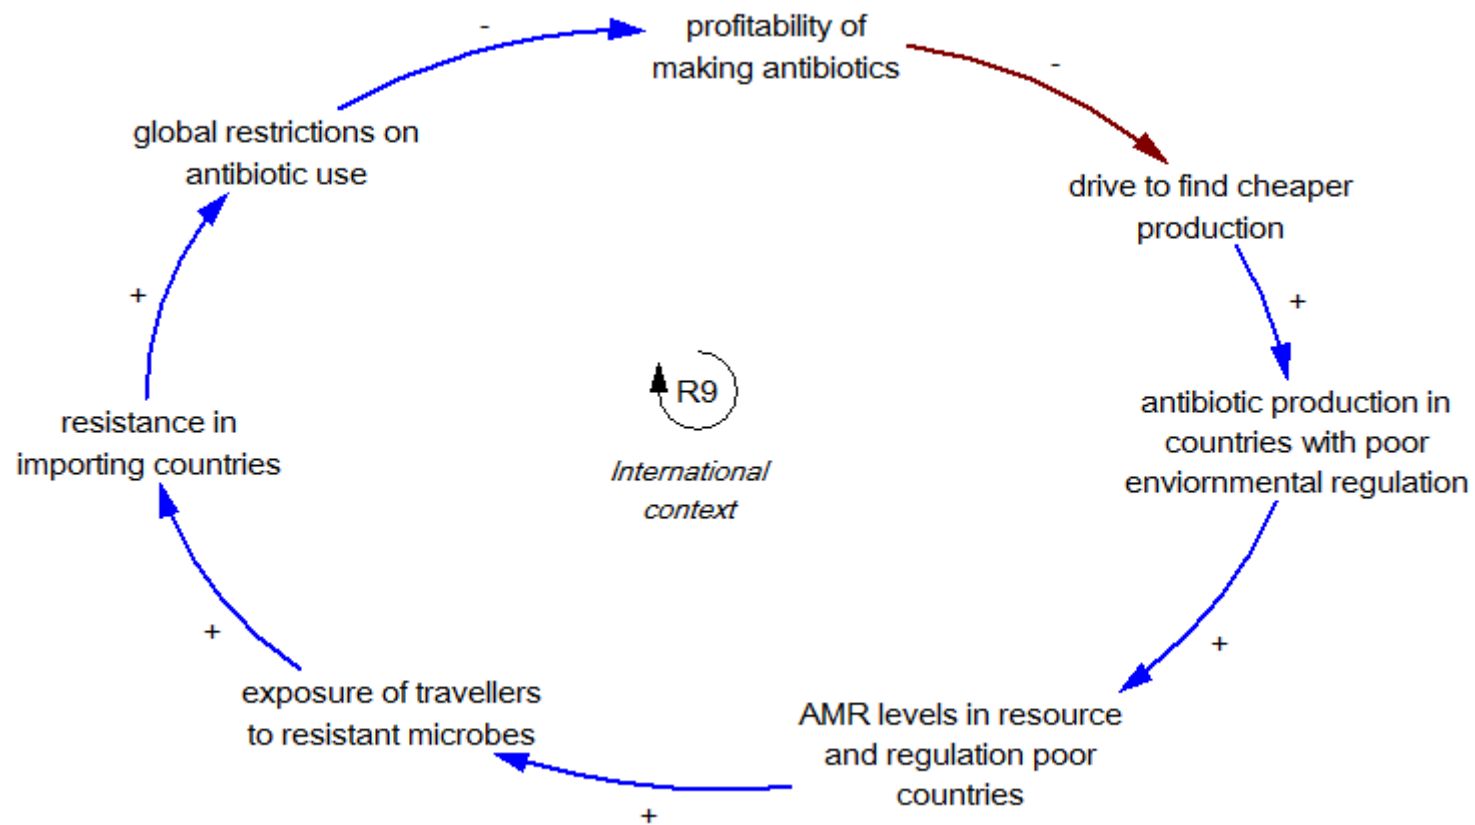 -
profitability of
making antibiotics
-
drive to find cheaper
production
+
antibiotic production in
countries with poor
enviornmental regulation
+
AMR levels in resource
and regulation poor
countries
+
exposure of travellers
to resistant microbes
+
resistance in
importing countries
+
global restrictions on
antibiotic use
R9
International
context